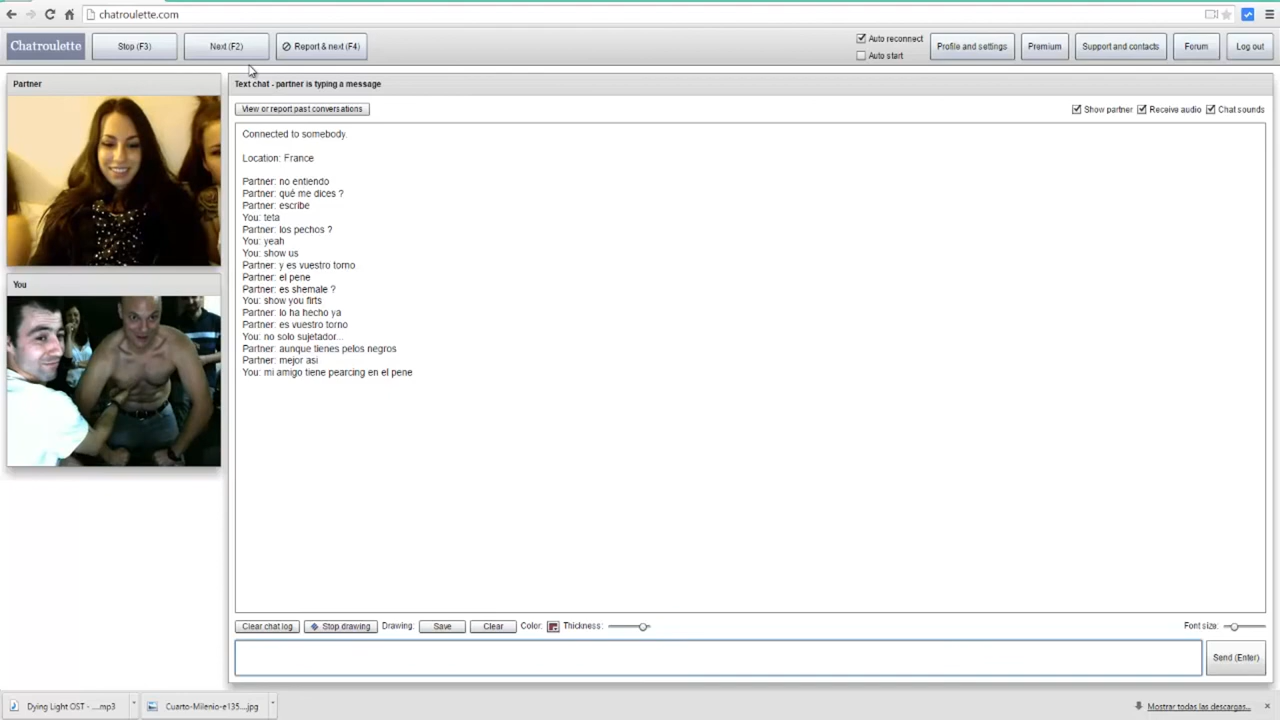 chatroulette.com
Chatroulette
Stop (F3)
Next (F2)
Report & next (F4)
Auto reconnect
Auto start
Profile and settings
Premium
Support and contacts
Forum
Log out
Partner
Text chat - partner is typing a message
View or report past conversations
Show partner
Receive audio
Chat sounds
Connected to somebody.
Location: France
Partner: no entiendo
Partner: qué me dices ?
Partner: escribe
You: teta
Partner: los pechos ?
You: yeah
You: show us
Partner: y es vuestro torno
Partner: el pene
Partner: es shemale ?
You: show you firts
Partner: lo ha hecho ya
Partner: es vuestro torno
You: no solo sujetador...
Partner: aunque tienes pelos negros
Partner: mejor asi
You: mi amigo tiene pearcing en el pene
You
Clear chat log
Stop drawing
Drawing:
Save
Clear
Color:
Thickness:
Font size:
Send (Enter)
Dying Light OST - ....mp3
Cuarto-Milenio-e135....jpg
Mostrar todas las descargas...